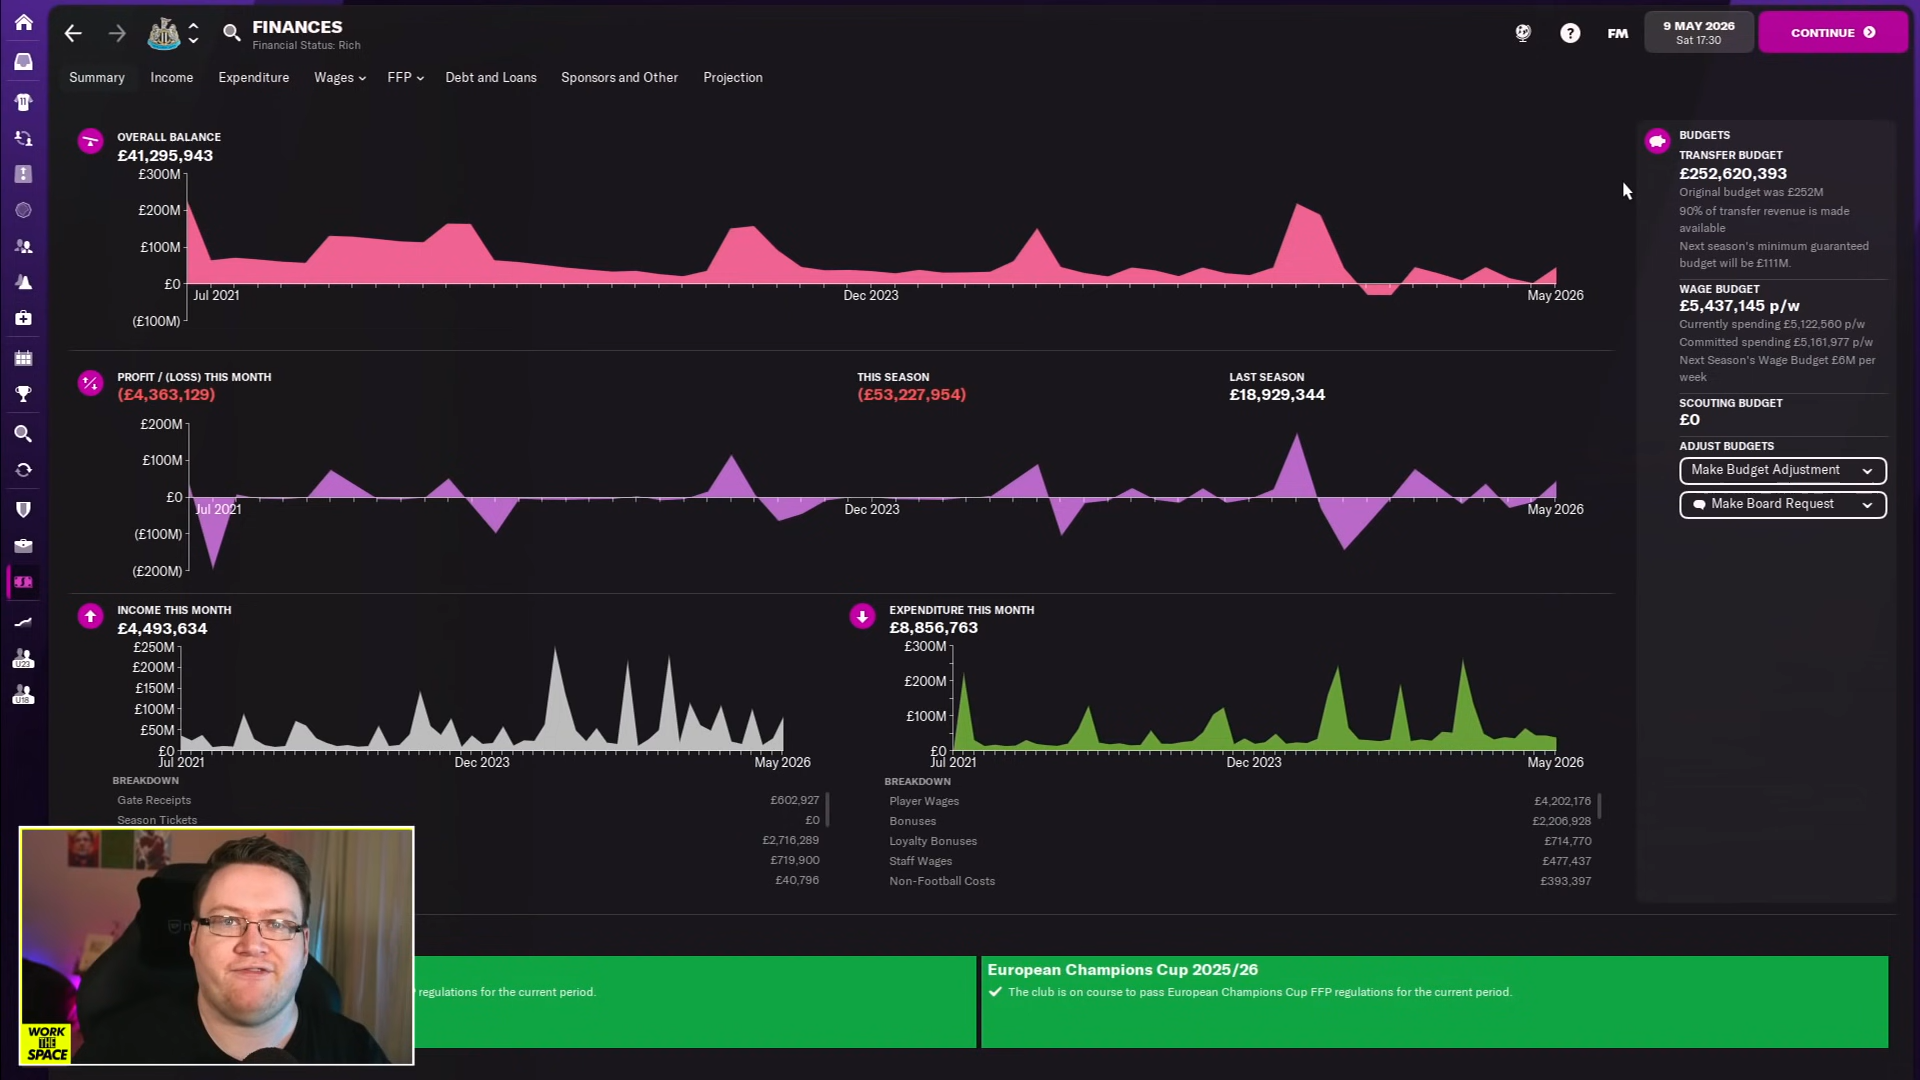 FINANCES
Financial Status: Rich
FM
9 MAY 2026
Sat 17:30
CONTINUE
Summary
Income
Expenditure
Wages
FFP
Debt and Loans
Sponsors and Other
Projection
OVERALL BALANCE
£41,295,943
£300M
£200M
£100M
£0
(£100M)
Jul 2021
Dec 2023
May 2026
PROFIT / (LOSS) THIS MONTH
(£4,363,129)
THIS SEASON
(£53,227,954)
LAST SEASON
£18,929,344
£200M
£100M
£0
(£100M)
(£200M)
Jul 2021
Dec 2023
May 2026
INCOME THIS MONTH
£4,493,634
£250M
£200M
£150M
£100M
£50M
£0
Jul 2021
Dec 2023
May 2026
BREAKDOWN
Gate Receipts £602,927
Season Tickets £0
£2,716,289
£719,900
£40,796
EXPENDITURE THIS MONTH
£8,856,763
£300M
£200M
£100M
£0
Jul 2021
Dec 2023
May 2026
BREAKDOWN
Player Wages £4,202,176
Bonuses £2,206,928
Loyalty Bonuses £714,770
Staff Wages £477,437
Non-Football Costs £393,397
BUDGETS
TRANSFER BUDGET
£252,620,393
Original budget was £252M
90% of transfer revenue is made
available
Next season's minimum guaranteed
budget will be £111M.
WAGE BUDGET
£5,437,145 p/w
Currently spending £5,122,560 p/w
Committed spending £5,161,977 p/w
Next Season's Wage Budget £6M per
week
SCOUTING BUDGET
£0
ADJUST BUDGETS
Make Budget Adjustment
Make Board Request
U23
U18
regulations for the current period.
European Champions Cup 2025/26
The club is on course to pass European Champions Cup FFP regulations for the current period.
WORK
THE
SPACE